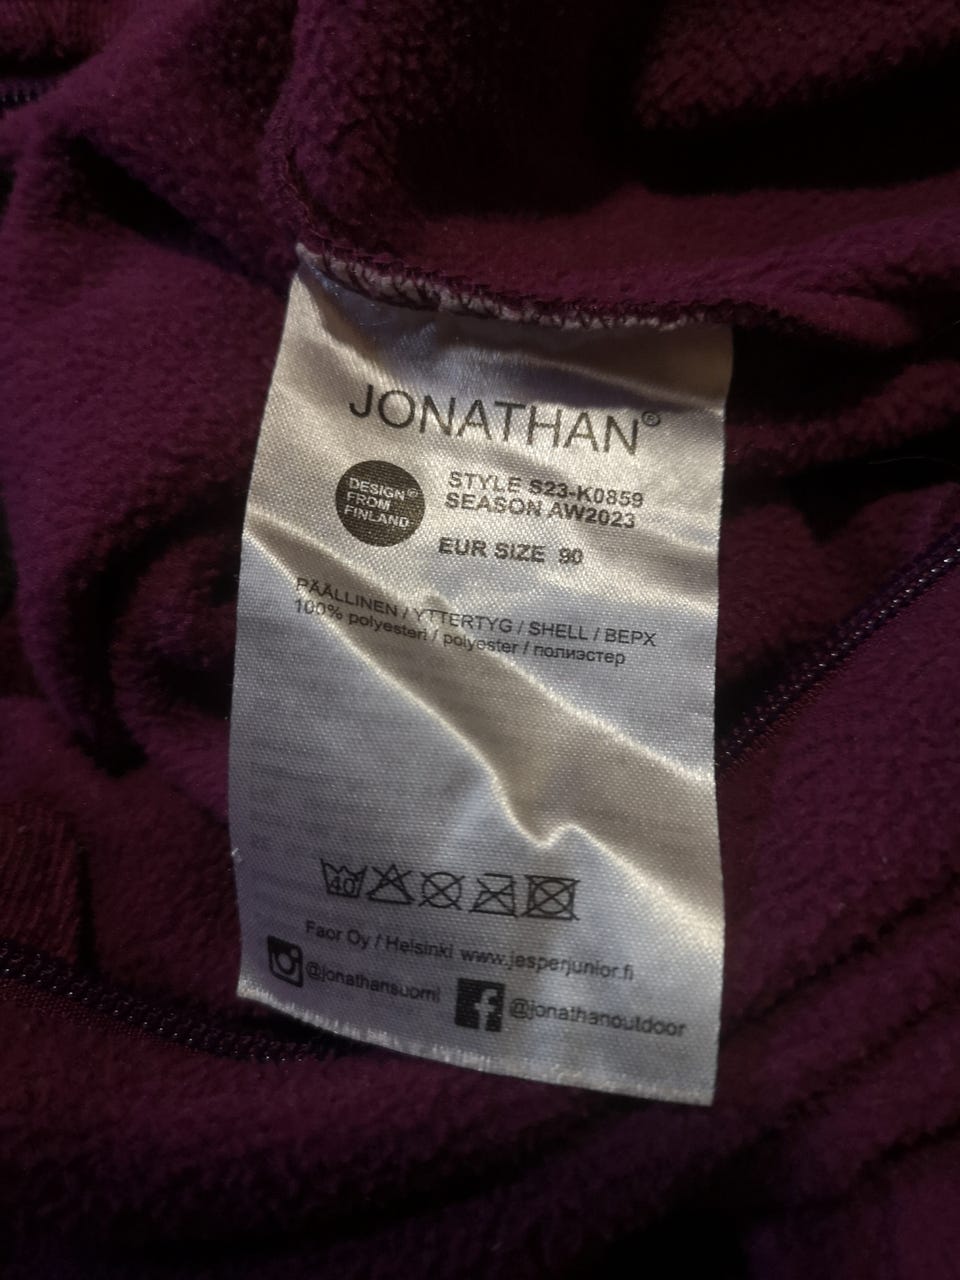 JONATHAN®
DESIGN®
FROM
FINLAND
STYLE S23-K0859
SEASON AW2023
EUR SIZE 90
PÄÄLLINEN / YTTERTYG / SHELL / ВЕРХ
100% polyesteri / polyester / полиэстер
40
Faor Oy / Helsinki www.jesperjunior.fi
@jonathansuomi
@jonathanoutdoor